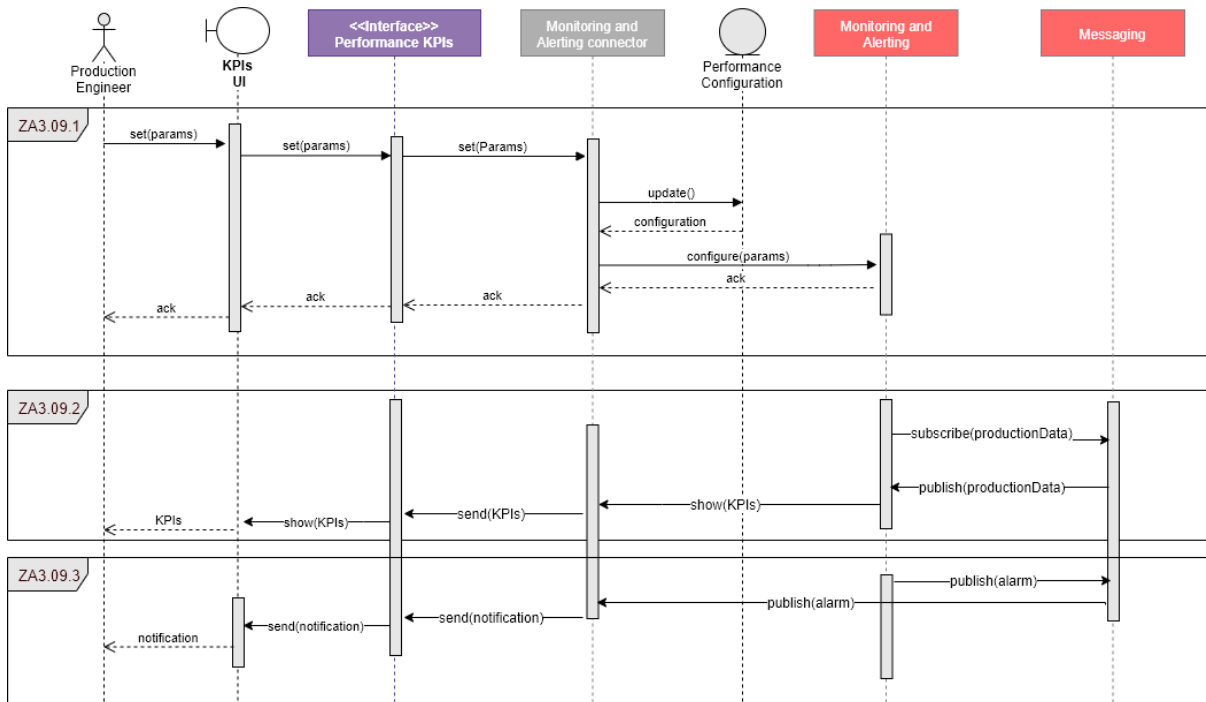 Production
Engineer
KPIs
UI
<<Interface>>
Performance KPIs
Monitoring and
Alerting connector
Performance
Configuration
Monitoring and
Alerting
Messaging
ZA3.09.1
set(params)
set(params)
set(Params)
update()
configuration
configure(params)
ack
ack
ack
ack
ZA3.09.2
subscribe(productionData)
publish(productionData)
show(KPIs)
send(KPIs)
show(KPIs)
KPIs
ZA3.09.3
publish(alarm)
publish(alarm)
send(notification)
send(notification)
notification